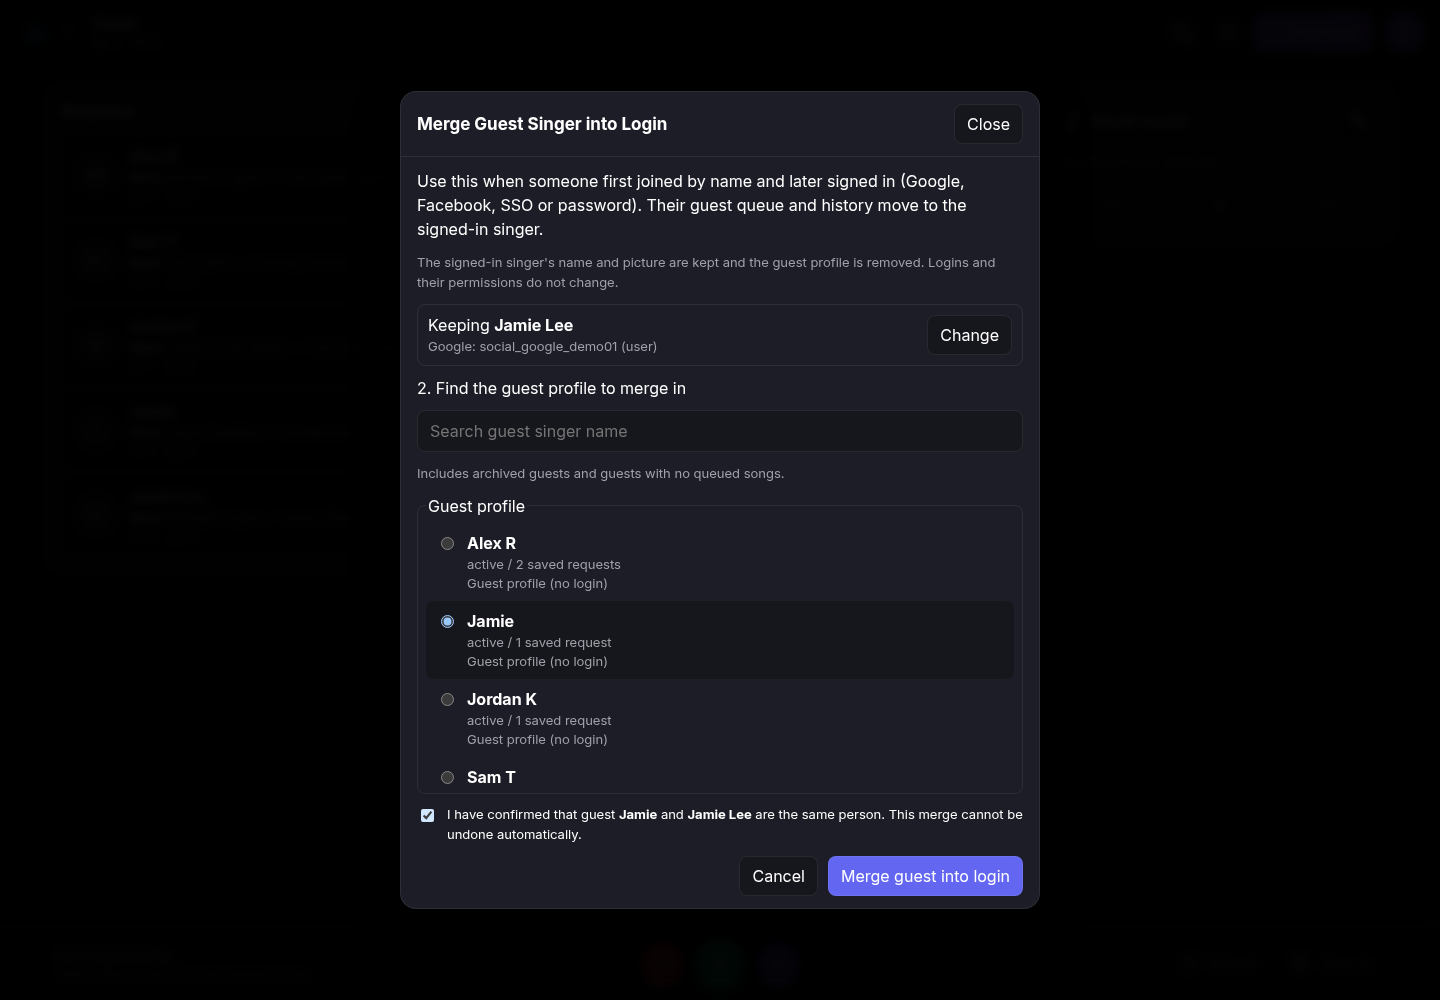 Merge Guest Singer into Login
Close
Use this when someone first joined by name and later signed in (Google,
Facebook, SSO or password). Their guest queue and history move to the
signed-in singer.
The signed-in singer's name and picture are kept and the guest profile is removed. Logins and
their permissions do not change.
Keeping Jamie Lee
Google: social_google_demo01 (user)
Change
2. Find the guest profile to merge in
Search guest singer name
Includes archived guests and guests with no queued songs.
Guest profile
Alex R
active / 2 saved requests
Guest profile (no login)
Jamie
active / 1 saved request
Guest profile (no login)
Jordan K
active / 1 saved request
Guest profile (no login)
Sam T
I have confirmed that guest Jamie and Jamie Lee are the same person. This merge cannot be
undone automatically.
Cancel
Merge guest into login